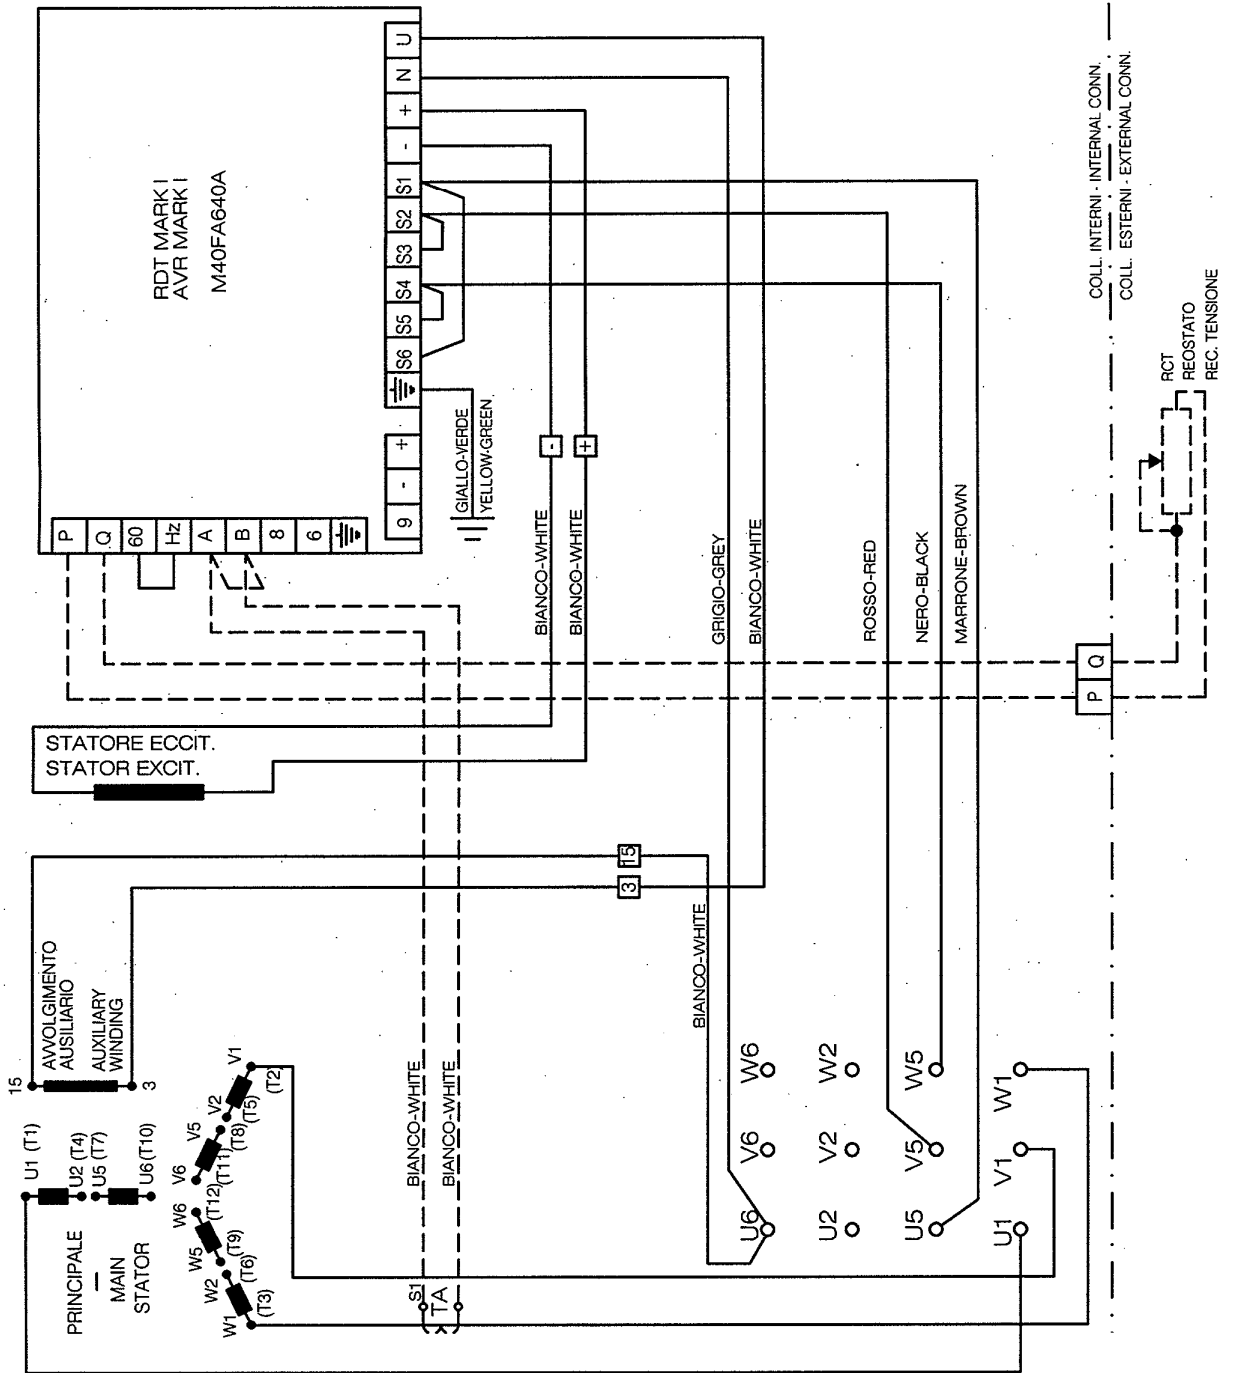 RDT MARK I
AVR MARK I
M40FA640A
U
N
+
-
S1
S2
S3
S4
S5
S6
+
-
9
P
Q
60
Hz
A
B
8
6
GIALLO-VERDE
YELLOW-GREEN
-
+
BIANCO-WHITE
BIANCO-WHITE
GRIGIO-GREY
BIANCO-WHITE
ROSSO-RED
NERO-BLACK
MARRONE-BROWN
COLL. INTERNI - INTERNAL CONN.
COLL. ESTERNI - EXTERNAL CONN.
RCT
REOSTATO
REC. TENSIONE
P
Q
STATORE ECCIT.
STATOR EXCIT.
15
3
BIANCO-WHITE
15
AVVOLGIMENTO
AUSILIARIO
AUXILIARY
WINDING
3
U1 (T1)
U2 (T4)
U5 (T7)
U6 (T10)
PRINCIPALE
MAIN
STATOR
V1
(T2)
V2
(T5)
V5
(T8)
V6
(T11)
W6
(T12)
W5
(T9)
W2
(T6)
W1
(T3)
BIANCO-WHITE
BIANCO-WHITE
S1
TA
U6
V6
W6
U2
V2
W2
U5
V5
W5
U1
V1
W1